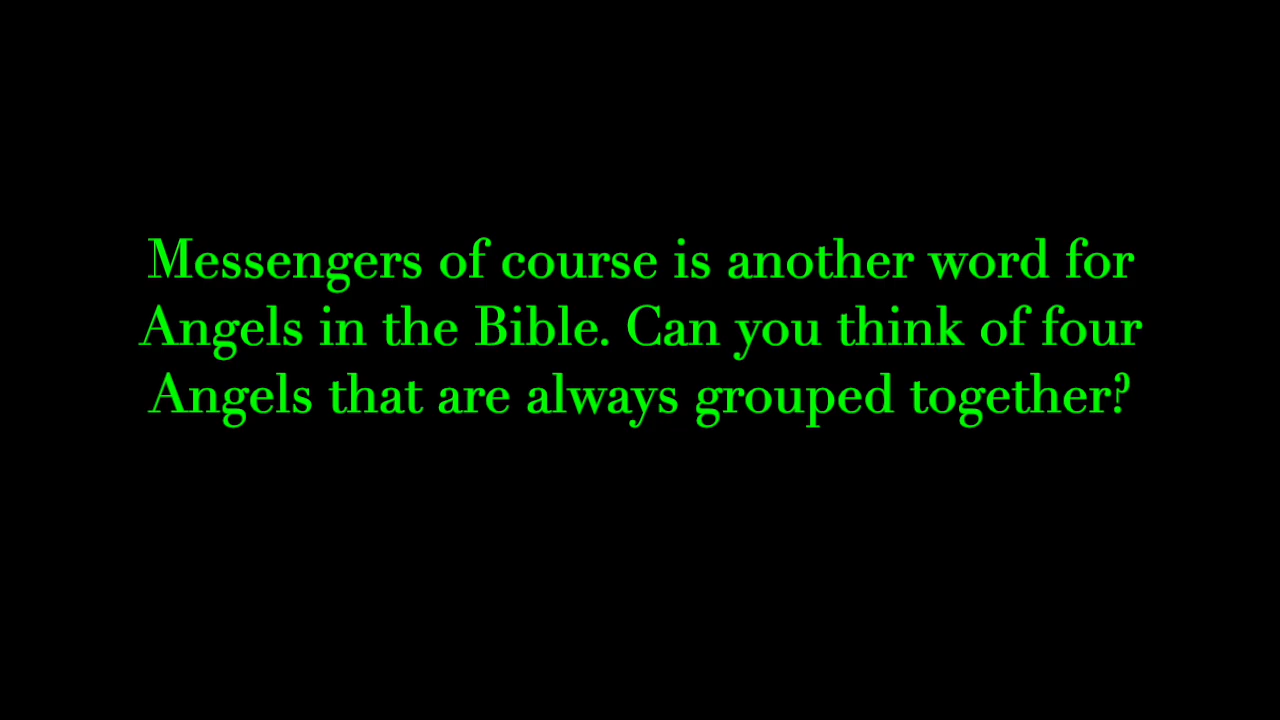 Messengers of course is another word for
Angels in the Bible. Can you think of four
Angels that are always grouped together?